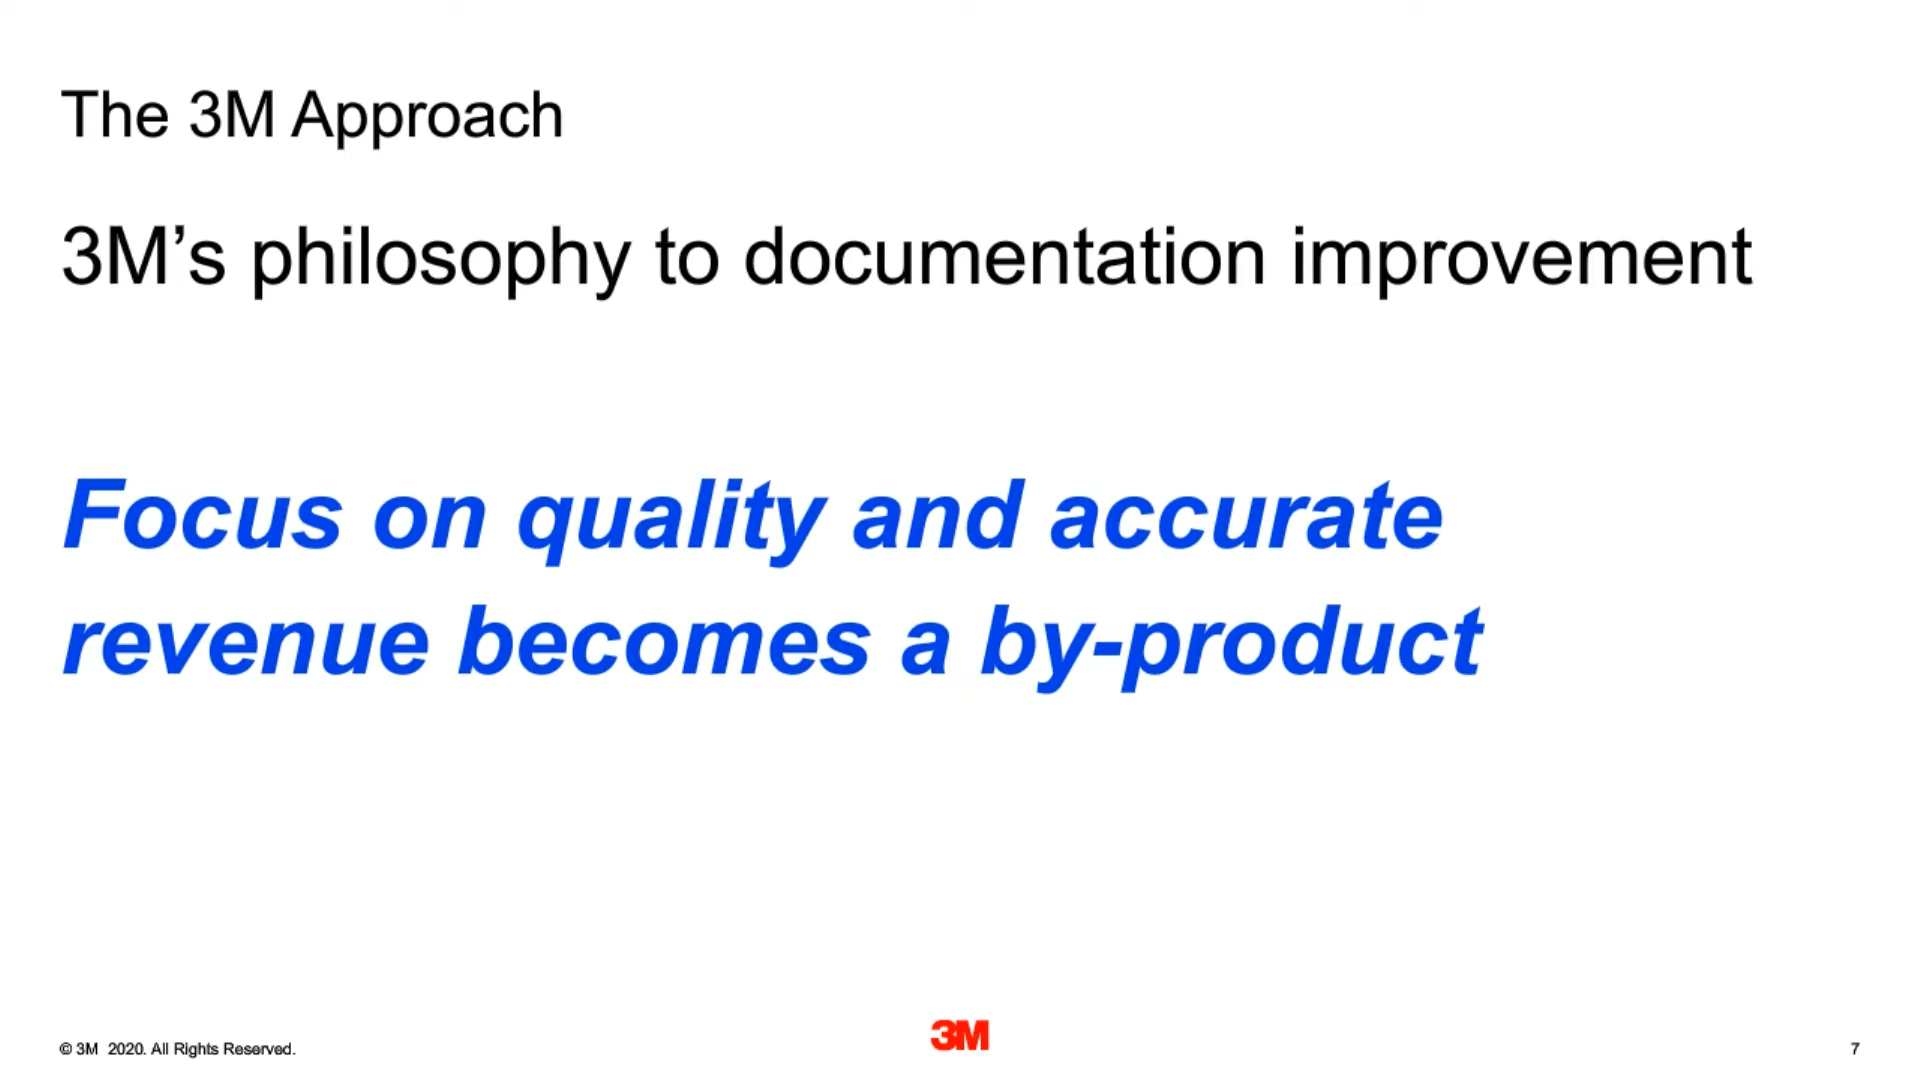 The 3M Approach
3M’s philosophy to documentation improvement
Focus on quality and accurate
revenue becomes a by-product
© 3M 2020. All Rights Reserved.
3M
7